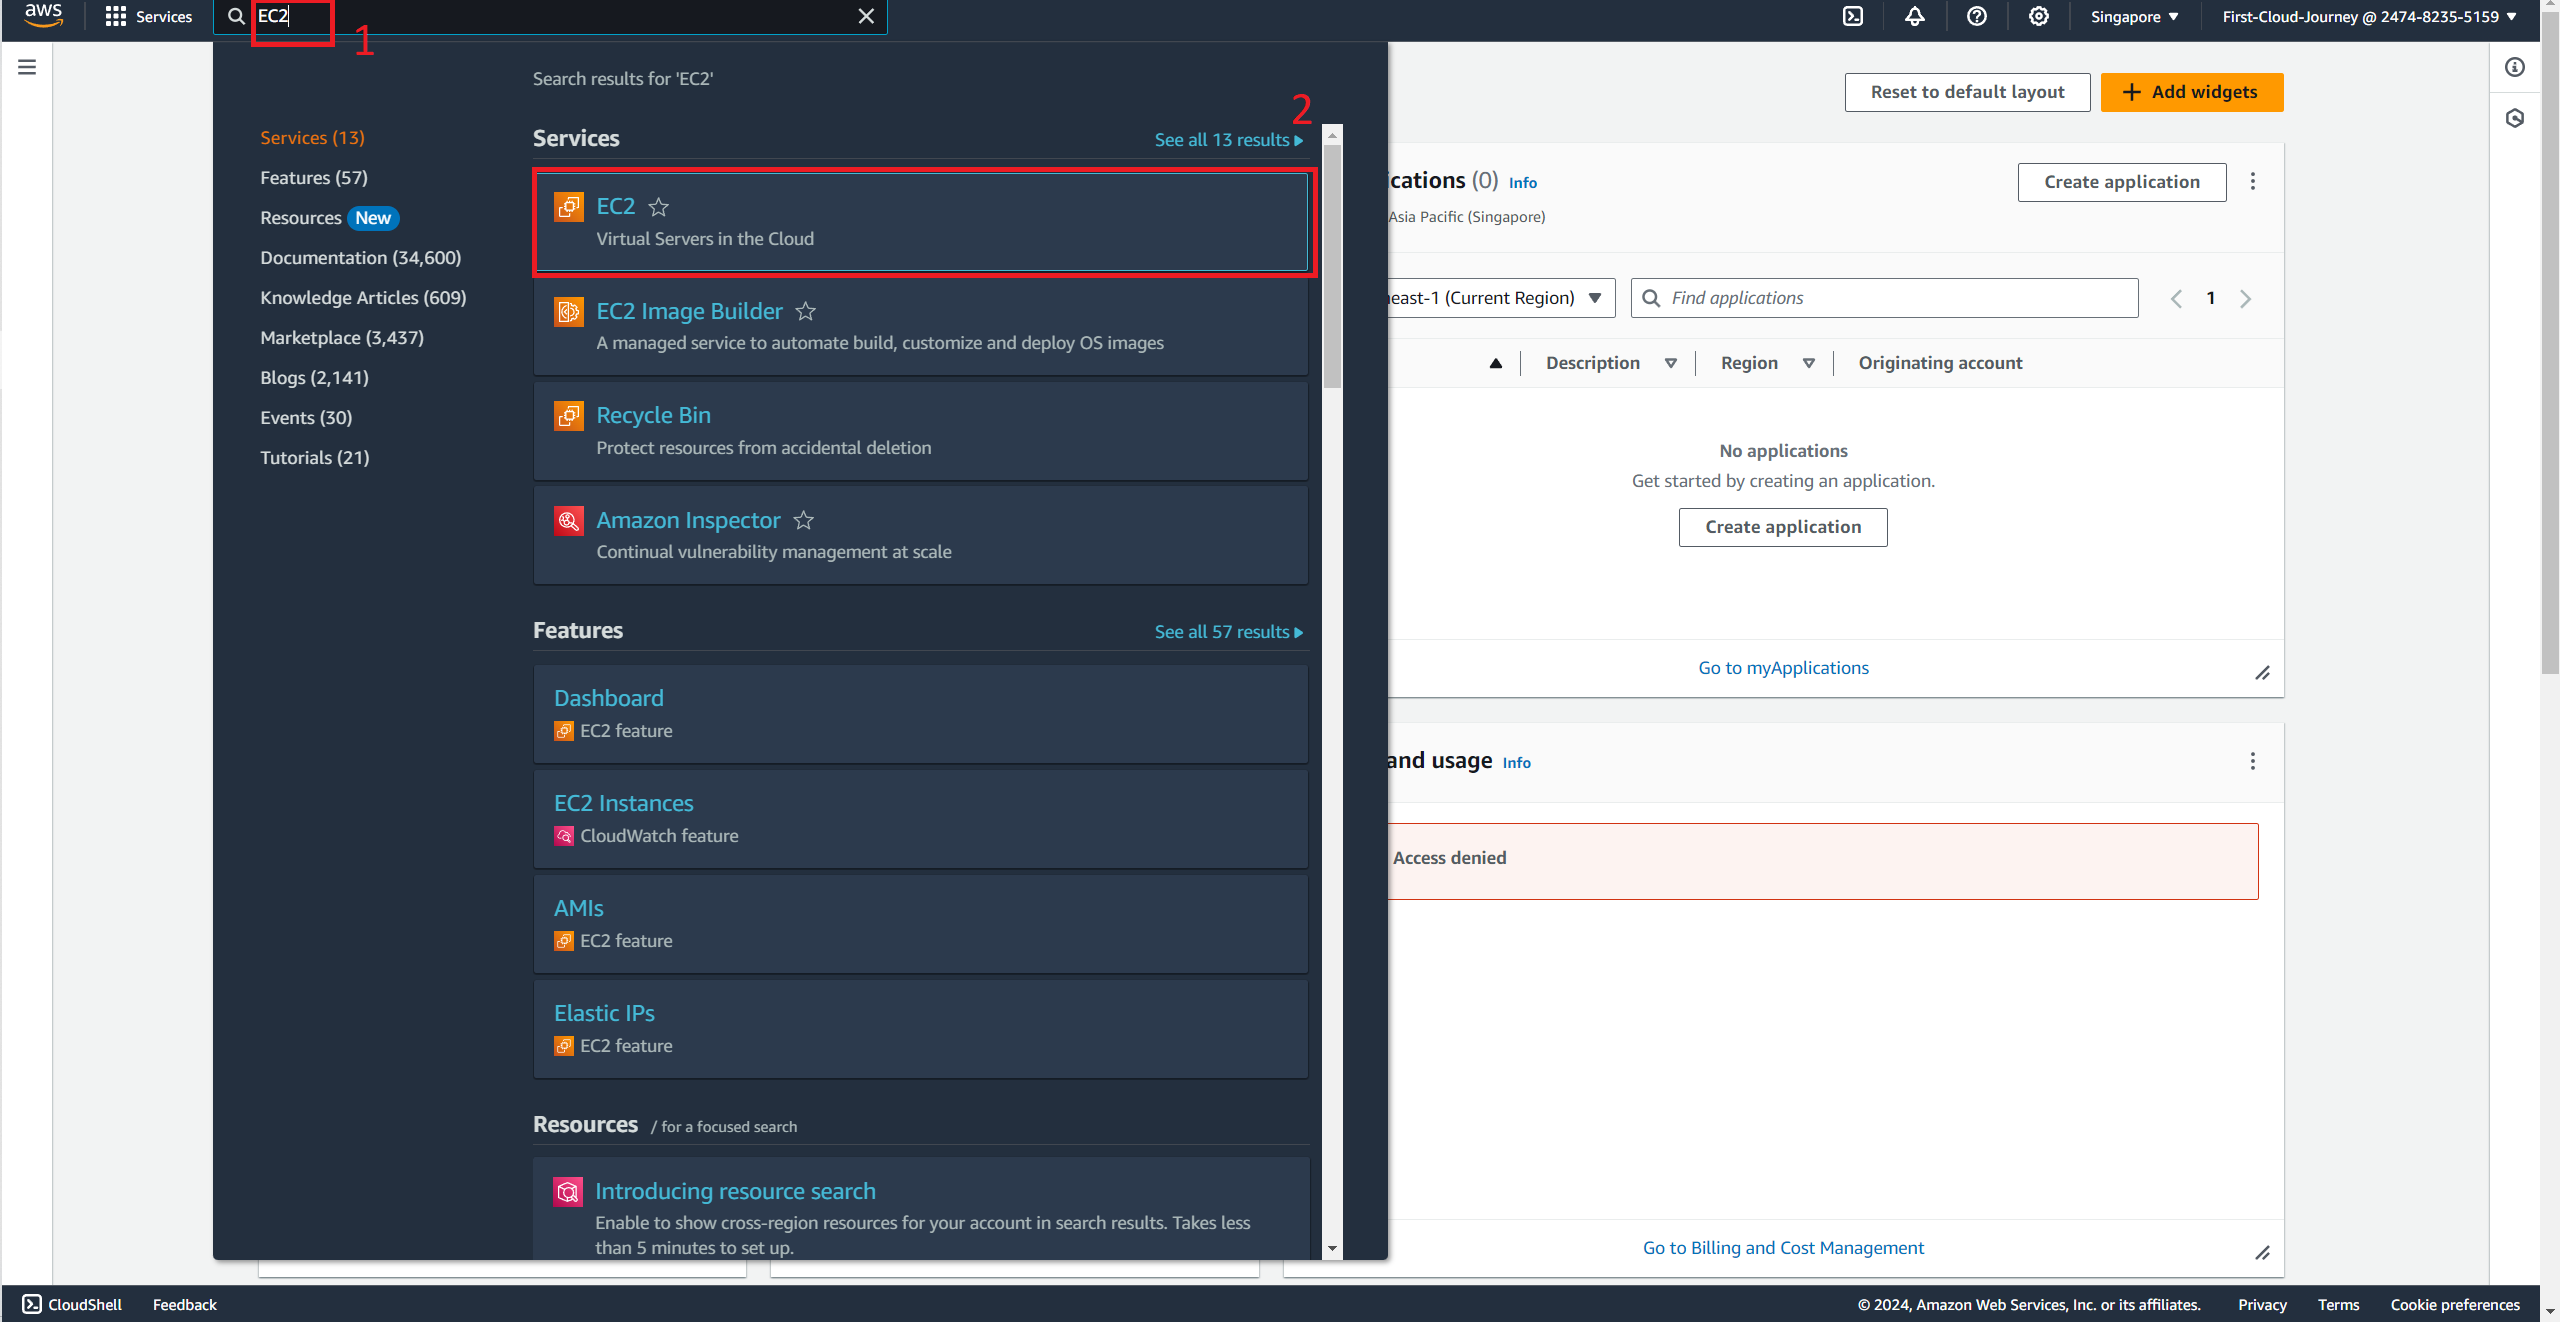 aws
Services
EC2
1
Singapore
First-Cloud-Journey @ 2474-8235-5159
Search results for 'EC2'
2
Services (13)
Features (57)
Resources New
Documentation (34,600)
Knowledge Articles (609)
Marketplace (3,437)
Blogs (2,141)
Events (30)
Tutorials (21)
Services
See all 13 results
EC2
Virtual Servers in the Cloud
EC2 Image Builder
A managed service to automate build, customize and deploy OS images
Recycle Bin
Protect resources from accidental deletion
Amazon Inspector
Continual vulnerability management at scale
Features
See all 57 results
Dashboard
EC2 feature
EC2 Instances
CloudWatch feature
AMIs
EC2 feature
Elastic IPs
EC2 feature
Resources / for a focused search
Introducing resource search
Enable to show cross-region resources for your account in search results. Takes less
than 5 minutes to set up.
Reset to default layout
Add widgets
ications (0) Info
Asia Pacific (Singapore)
Create application
east-1 (Current Region)
Find applications
1
Description
Region
Originating account
No applications
Get started by creating an application.
Create application
Go to myApplications
and usage Info
Access denied
Go to Billing and Cost Management
CloudShell
Feedback
© 2024, Amazon Web Services, Inc. or its affiliates.
Privacy
Terms
Cookie preferences